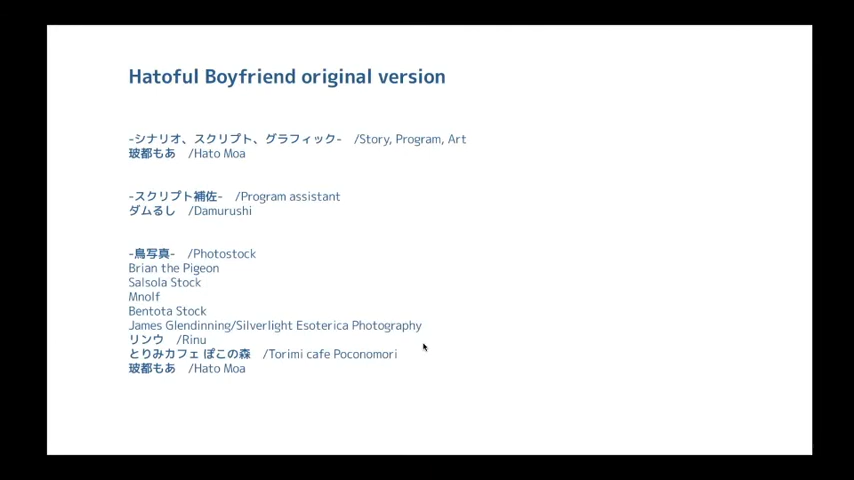 Hatoful Boyfriend original version
-シナリオ、スクリプト、グラフィック- /Story, Program, Art
玻都もあ /Hato Moa
-スクリプト補佐- /Program assistant
ダムるし /Damurushi
-鳥写真- /Photostock
Brian the Pigeon
Salsola Stock
Mnolf
Bentota Stock
James Glendinning/Silverlight Esoterica Photography
リンウ /Rinu
とりみカフェ ぽこの森 /Torimi cafe Poconomori
玻都もあ /Hato Moa